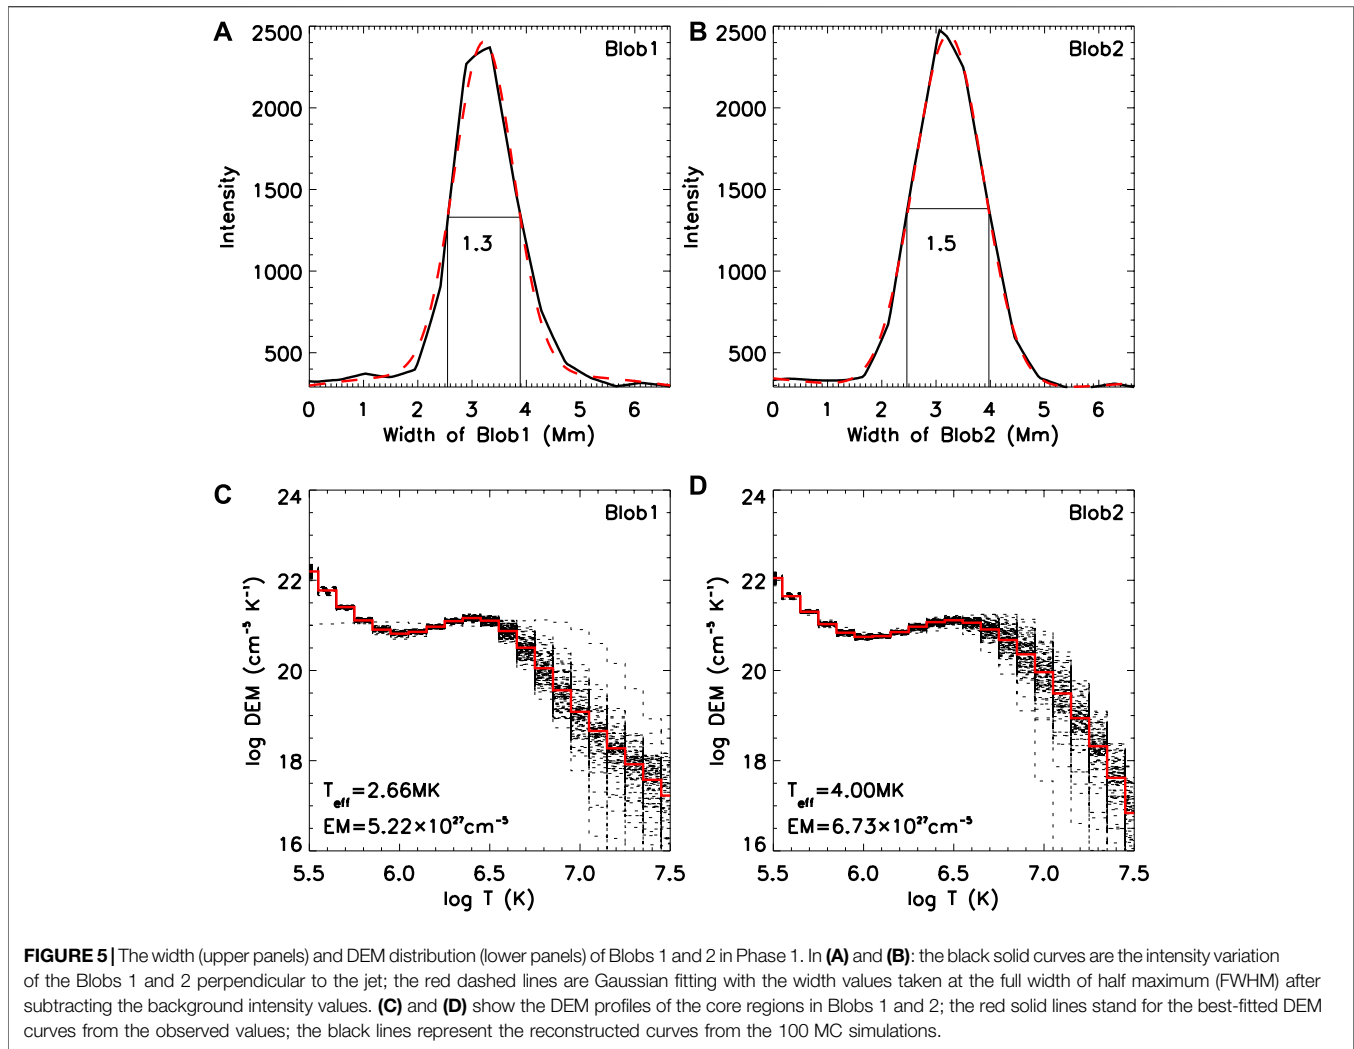 A
Blob1
2500
2000
1500
1000
500
Intensity
1.3
0 1 2 3 4 5 6
Width of Blob1 (Mm)
B
Blob2
2500
2000
1500
1000
500
Intensity
1.5
0 1 2 3 4 5 6
Width of Blob2 (Mm)
C
Blob1
24
22
20
18
16
log DEM (cm⁻⁵ K⁻¹)
T_eff=2.66MK
EM=5.22×10²⁷cm⁻⁵
5.5 6.0 6.5 7.0 7.5
log T (K)
D
Blob2
24
22
20
18
16
log DEM (cm⁻⁵ K⁻¹)
T_eff=4.00MK
EM=6.73×10²⁷cm⁻⁵
5.5 6.0 6.5 7.0 7.5
log T (K)
FIGURE 5 | The width (upper panels) and DEM distribution (lower panels) of Blobs 1 and 2 in Phase 1. In (A) and (B): the black solid curves are the intensity variation
of the Blobs 1 and 2 perpendicular to the jet; the red dashed lines are Gaussian fitting with the width values taken at the full width of half maximum (FWHM) after
subtracting the background intensity values. (C) and (D) show the DEM profiles of the core regions in Blobs 1 and 2; the red solid lines stand for the best-fitted DEM
curves from the observed values; the black lines represent the reconstructed curves from the 100 MC simulations.